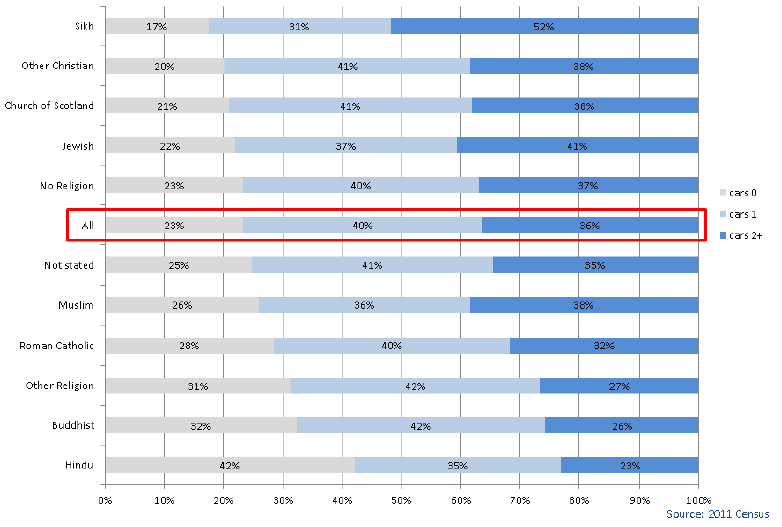 Sikh 17% 31% 52%
Other Christian 20% 41% 38%
Church of Scotland 21% 41% 38%
Jewish 22% 37% 41%
No Religion 23% 40% 37%
cars 0
cars 1
All 23% 40% 36%
cars 2+
Not stated 25% 41% 35%
Muslim 26% 36% 38%
Roman Catholic 28% 40% 32%
Other Religion 31% 42% 27%
Buddhist 32% 42% 26%
Hindu 42% 35% 23%
0% 10% 20% 30% 40% 50% 60% 70% 80% 90% 100%
Source: 2011 Census